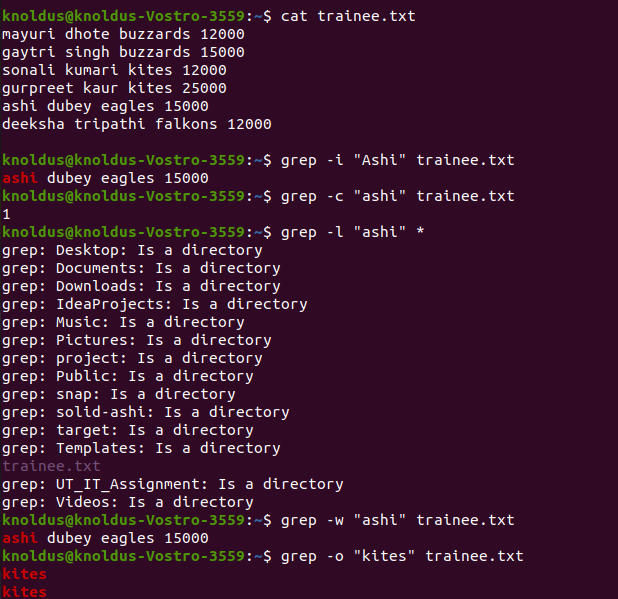 knoldus@knoldus-Vostro-3559:~$ cat trainee.txt
mayuri dhote buzzards 12000
gaytri singh buzzards 15000
sonali kumari kites 12000
gurpreet kaur kites 25000
ashi dubey eagles 15000
deeksha tripathi falkons 12000
knoldus@knoldus-Vostro-3559:~$ grep -i "Ashi" trainee.txt
ashi dubey eagles 15000
knoldus@knoldus-Vostro-3559:~$ grep -c "ashi" trainee.txt
1
knoldus@knoldus-Vostro-3559:~$ grep -l "ashi" *
grep: Desktop: Is a directory
grep: Documents: Is a directory
grep: Downloads: Is a directory
grep: IdeaProjects: Is a directory
grep: Music: Is a directory
grep: Pictures: Is a directory
grep: project: Is a directory
grep: Public: Is a directory
grep: snap: Is a directory
grep: solid-ashi: Is a directory
grep: target: Is a directory
grep: Templates: Is a directory
trainee.txt
grep: UT_IT_Assignment: Is a directory
grep: Videos: Is a directory
knoldus@knoldus-Vostro-3559:~$ grep -w "ashi" trainee.txt
ashi dubey eagles 15000
knoldus@knoldus-Vostro-3559:~$ grep -o "kites" trainee.txt
kites
kites